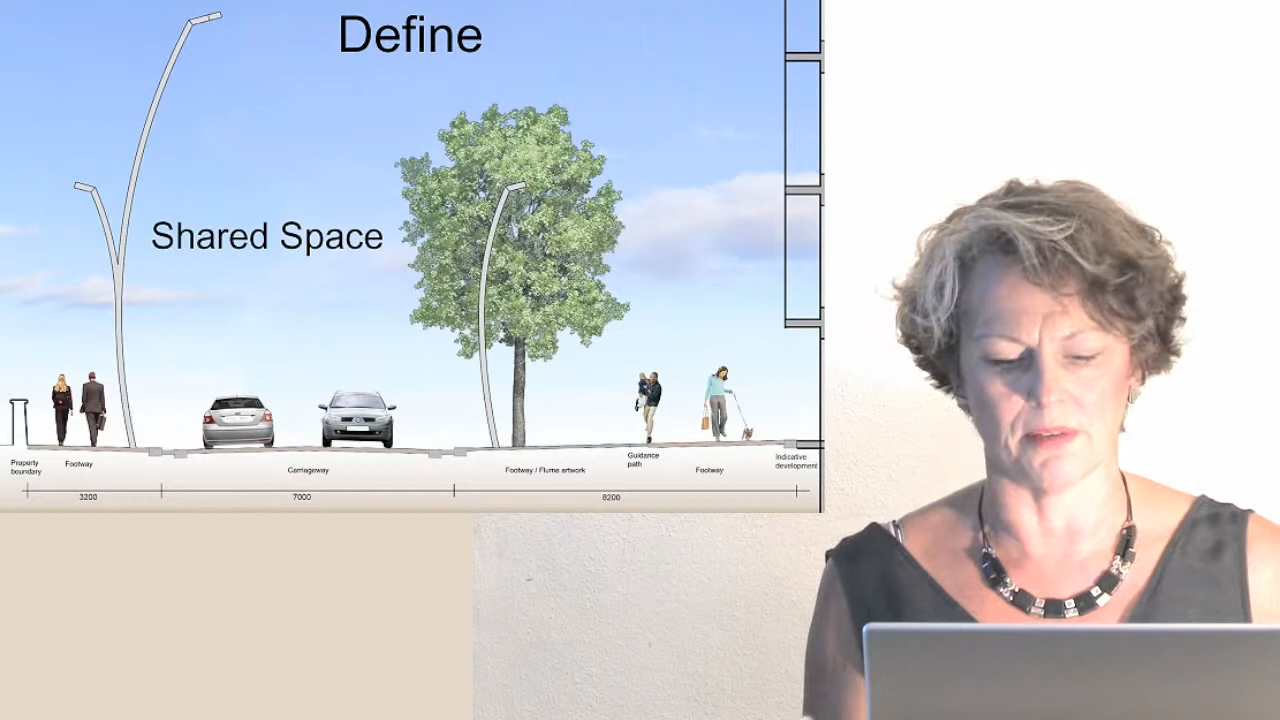 Define
Shared Space
Property
boundary
Footway
Carriageway
Footway / Flume artwork
Guidance
path
Footway
Indicative
development
3200
7000
8200